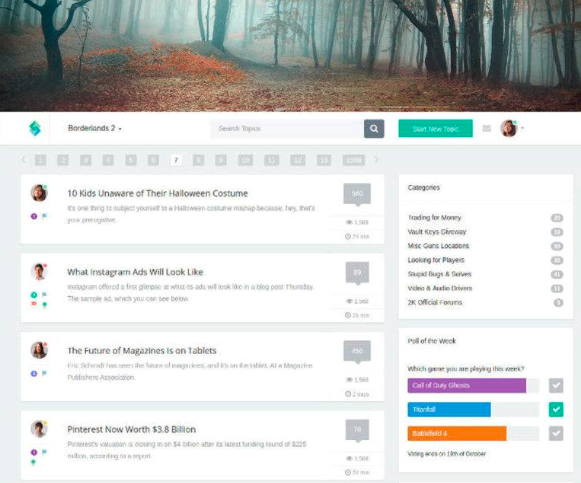 Borderlands 2
Search Topics
Start New Topic
1 2 3 4 5 6 7 8 9 10 11 12 13
10 Kids Unaware of Their Halloween Costume
It's one thing to subject yourself to a Halloween costume mishap because, hey, that's
your prerogative.
1,568
What Instagram Ads Will Look Like
89
Instagram offered a first glimpse at what its ads will look like in a blog post Thursday.
The sample ad, which you can see below.
1,568
The Future of Magazines Is on Tablets
450
Eric Schmidt has seen the future of magazines, and it's on the tablet. At a Magazine
Publishers Association.
1,568
2 days
Pinterest Now Worth $3.8 Billion
Pinterest's valuation is closing in on $4 billion after its latest funding round of $225
million, according to a report.
1,568
Categories
Trading for Money
Vault Keys Giveway
Misc Guns Locations
Looking for Players
Stupid Bugs & Solves
Video & Audio Drivers
2K Official Forums
Poll of the Week
Which game you are playing this week?
Call of Duty Ghosts
Titanfall
Battlefield 4
Voting ends on 19th of October